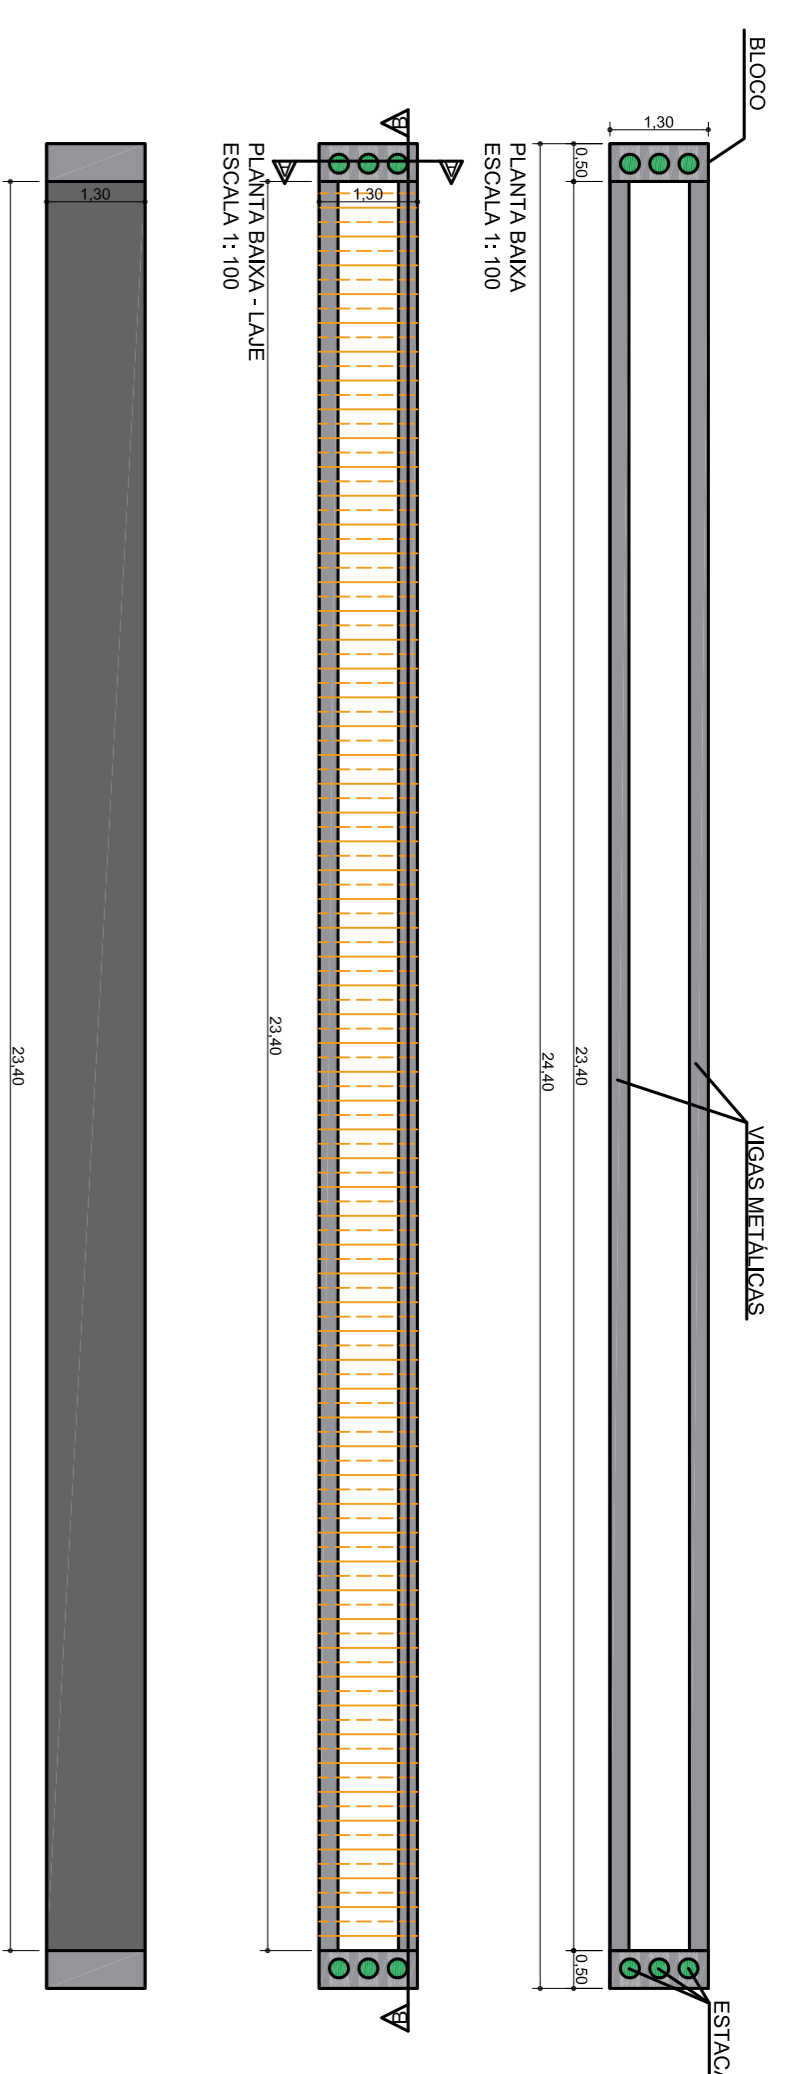 BLOCO
1,30
0,50
23,40
0,50
24,40
VIGAS METÁLICAS
PLANTA BAIXA
ESCALA 1: 100
B
A
A
1,30
23,40
B
PLANTA BAIXA - LAJE
ESCALA 1: 100
1,30
23,40